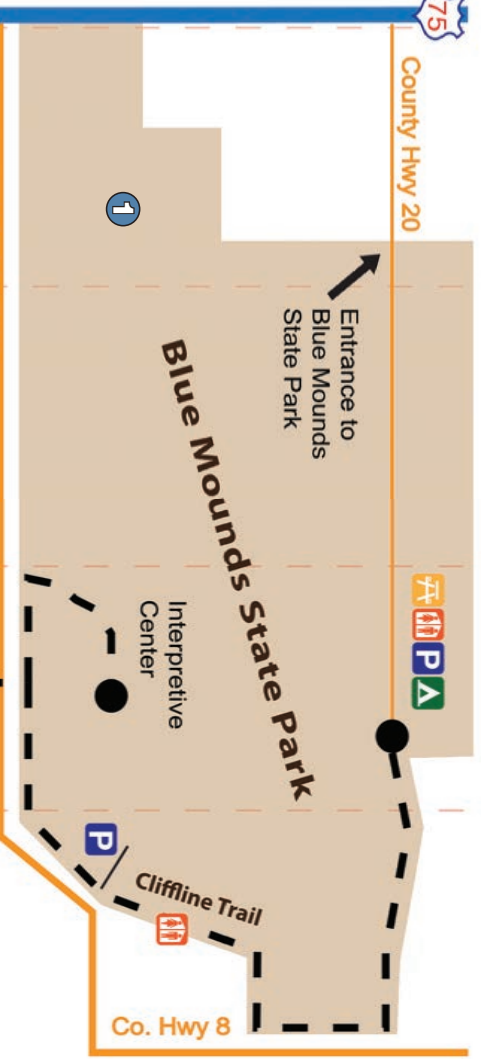 75
County Hwy 20
Entrance to
Blue Mounds
State Park
1
Blue Mounds State Park
P
Interpretive
Center
P
Cliffline Trail
Co. Hwy 8